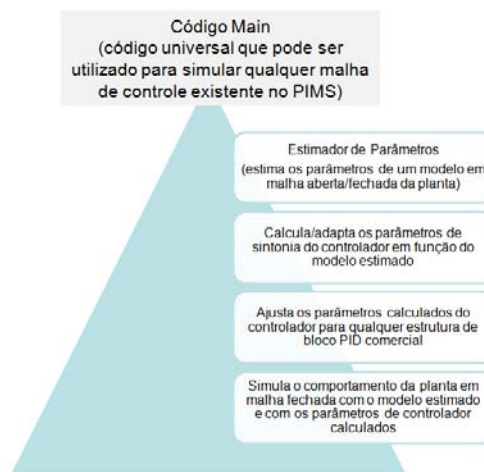 Código Main
(código universal que pode ser
utilizado para simular qualquer malha
de controle existente no PIMS)
Estimador de Parâmetros
(estima os parâmetros de um modelo em
malha aberta/fechada da planta)
Calcula/adapta os parâmetros de
sintonia do controlador em função do
modelo estimado
Ajusta os parâmetros calculados do
controlador para qualquer estrutura de
bloco PID comercial
Simula o comportamento da planta em
malha fechada com o modelo estimado
e com os parâmetros de controlador
calculados